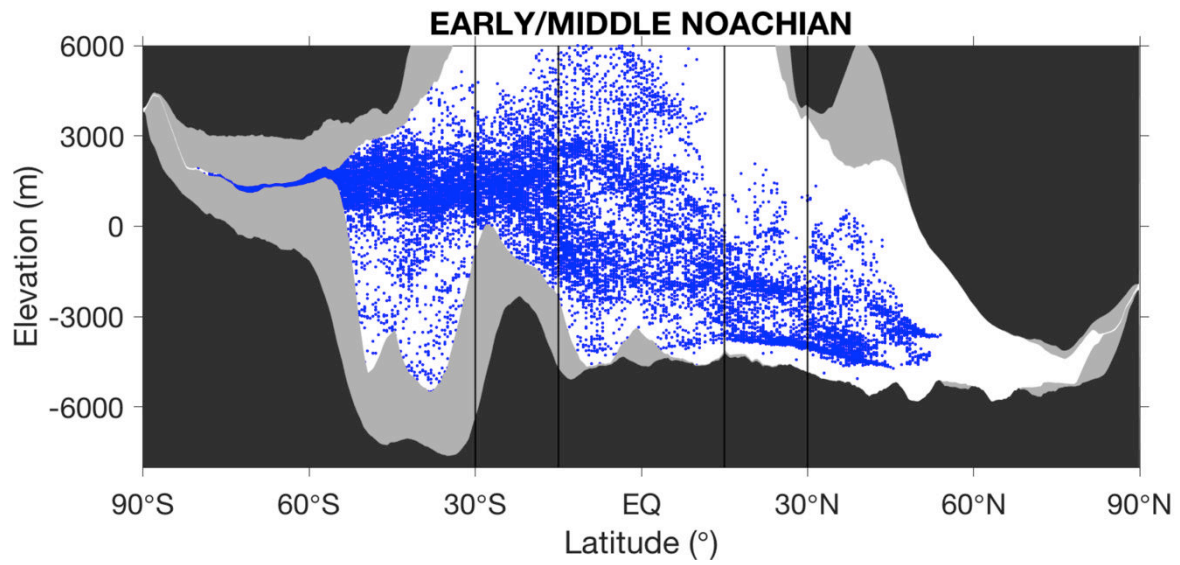 EARLY/MIDDLE NOACHIAN
6000
3000
0
-3000
-6000
Elevation (m)
90°S 60°S 30°S EQ 30°N 60°N 90°N
Latitude (°)